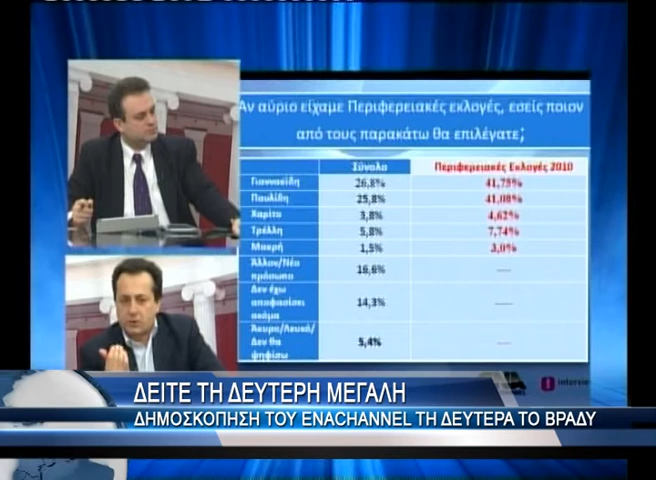 Αν αύριο είχαμε Περιφερειακές εκλογές, εσείς ποιον
από τους παρακάτω θα επιλέγατε;
Σύνολο Περιφερειακές Εκλογές 2010
Γιαννακίδη 26,8% 41,75%
Παυλίδη 25,8% 41,08%
Χαρίτου 3,8% 4,62%
Τρέλλη 5,8% 7,74%
Μακρή 1,5% 3,0%
Άλλον/Νέο
πρόσωπο 16,6% -----
Δεν έχω
αποφασίσει
ακόμα 14,3% -----
Άκυρο/Λευκό/
Δεν θα
ψηφίσω 5,4% -----
interview
ΔΕΙΤΕ ΤΗ ΔΕΥΤΕΡΗ ΜΕΓΑΛΗ
ΔΗΜΟΣΚΟΠΗΣΗ ΤΟΥ ENACHANNEL ΤΗ ΔΕΥΤΕΡΑ ΤΟ ΒΡΑΔΥ